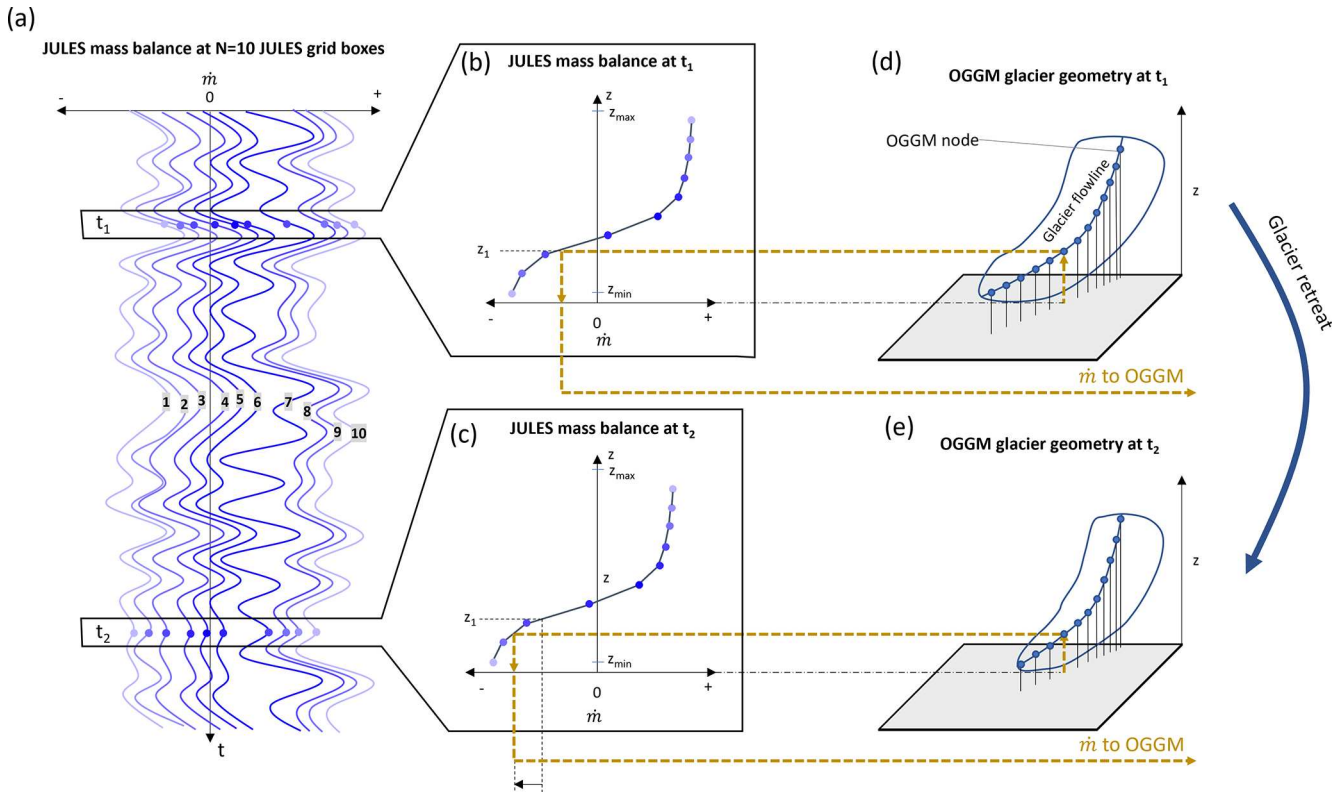 (a)
JULES mass balance at N=10 JULES grid boxes
ṁ
- 0 +
t₁
1 2 3 4 5 6 7 8 9 10
t₂
t
(b)
JULES mass balance at t₁
z
zmax
z₁
zmin
- 0 +
ṁ
(d)
OGGM glacier geometry at t₁
OGGM node
Glacier flowline
z
ṁ to OGGM
Glacier retreat
(c)
JULES mass balance at t₂
z
zmax
z
z₁
zmin
- 0 +
ṁ
(e)
OGGM glacier geometry at t₂
z
ṁ to OGGM